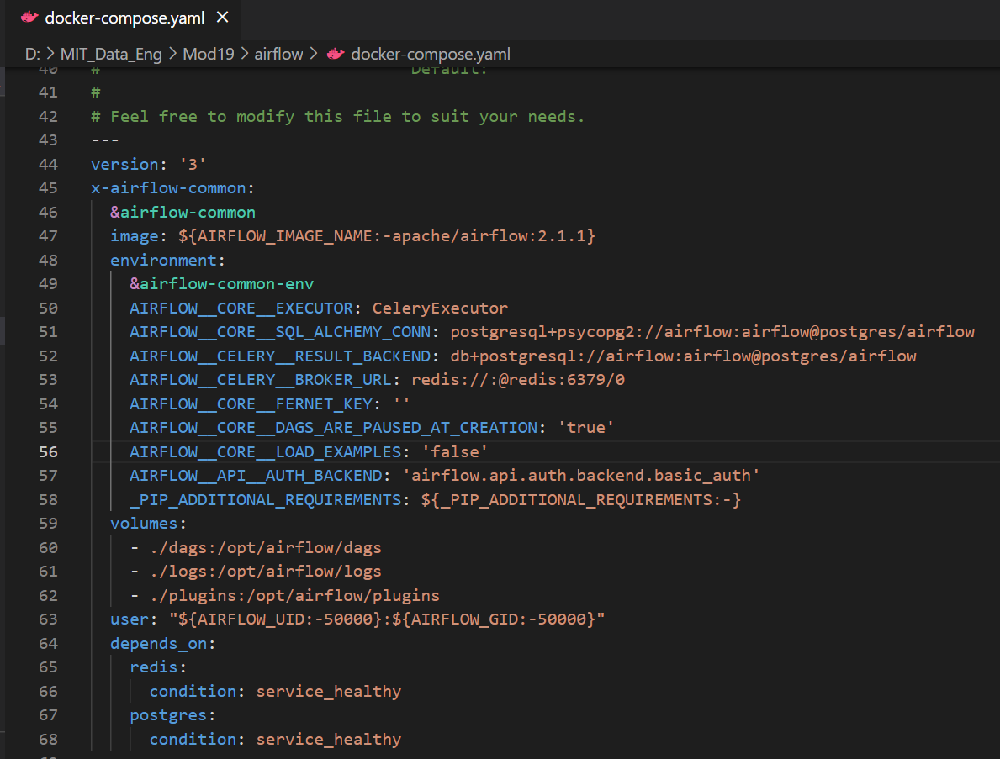 docker-compose.yaml
D: > MIT_Data_Eng > Mod19 > airflow > docker-compose.yaml
40 # Default:
41 #
42 # Feel free to modify this file to suit your needs.
43 ---
44 version: '3'
45 x-airflow-common:
46 &airflow-common
47 image: ${AIRFLOW_IMAGE_NAME:-apache/airflow:2.1.1}
48 environment:
49 &airflow-common-env
50 AIRFLOW__CORE__EXECUTOR: CeleryExecutor
51 AIRFLOW__CORE__SQL_ALCHEMY_CONN: postgresql+psycopg2://airflow:airflow@postgres/airflow
52 AIRFLOW__CELERY__RESULT_BACKEND: db+postgresql://airflow:airflow@postgres/airflow
53 AIRFLOW__CELERY__BROKER_URL: redis://:@redis:6379/0
54 AIRFLOW__CORE__FERNET_KEY: ''
55 AIRFLOW__CORE__DAGS_ARE_PAUSED_AT_CREATION: 'true'
56 AIRFLOW__CORE__LOAD_EXAMPLES: 'false'
57 AIRFLOW__API__AUTH_BACKEND: 'airflow.api.auth.backend.basic_auth'
58 _PIP_ADDITIONAL_REQUIREMENTS: ${_PIP_ADDITIONAL_REQUIREMENTS:-}
59 volumes:
60 - ./dags:/opt/airflow/dags
61 - ./logs:/opt/airflow/logs
62 - ./plugins:/opt/airflow/plugins
63 user: "${AIRFLOW_UID:-50000}:${AIRFLOW_GID:-50000}"
64 depends_on:
65 redis:
66 condition: service_healthy
67 postgres:
68 condition: service_healthy